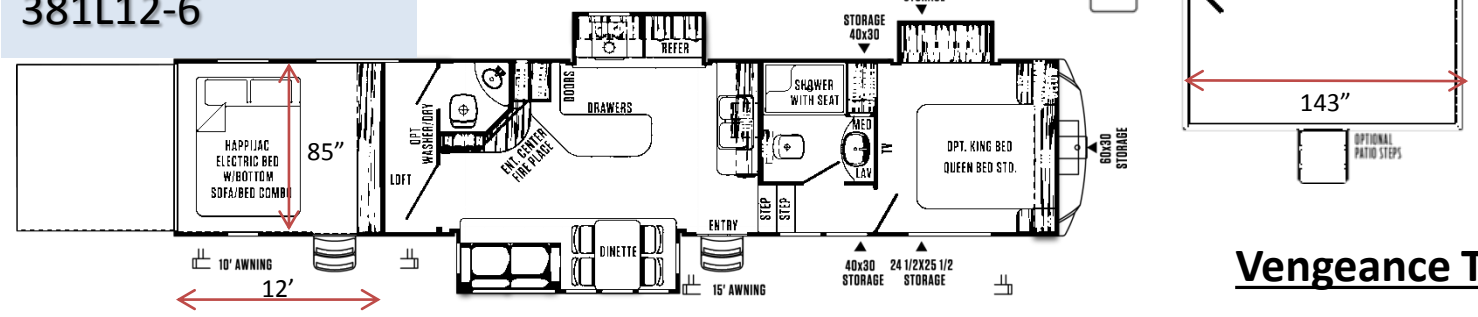 381L12-6
STORAGE
STORAGE
40x30
REFER
DOORS
DRAWERS
SHOWER
WITH SEAT
MED
LAV
TV
OPT. KING BED
QUEEN BED STD.
60X30
STORAGE
HAPPIJAC
ELECTRIC BED
W/BOTTOM
SOFA/BED COMBO
85”
OPT
WASHER/DRY
LOFT
ENT. CENTER
FIRE PLACE
STEP
STEP
ENTRY
DINETTE
10' AWNING
12’
15' AWNING
40x30
STORAGE
24 1/2X25 1/2
STORAGE
143”
OPTIONAL
PATIO STEPS
Vengeance T